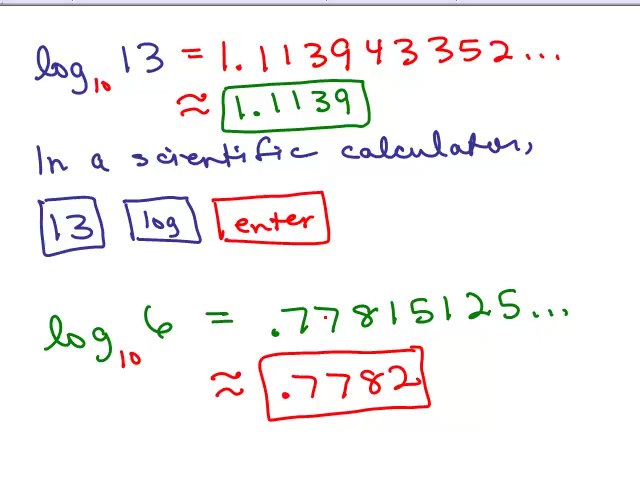 log₁₀ 13 = 1.113943352...
≈ 1.1139
In a scientific calculator,
13 log enter
log₁₀ 6 = .77815125...
≈ .7782